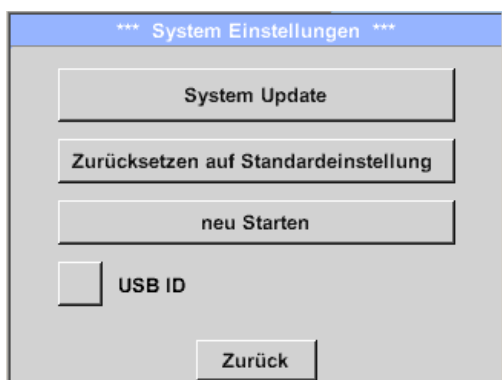 *** System Einstellungen ***
System Update
Zurücksetzen auf Standardeinstellung
neu Starten
USB ID
Zurück